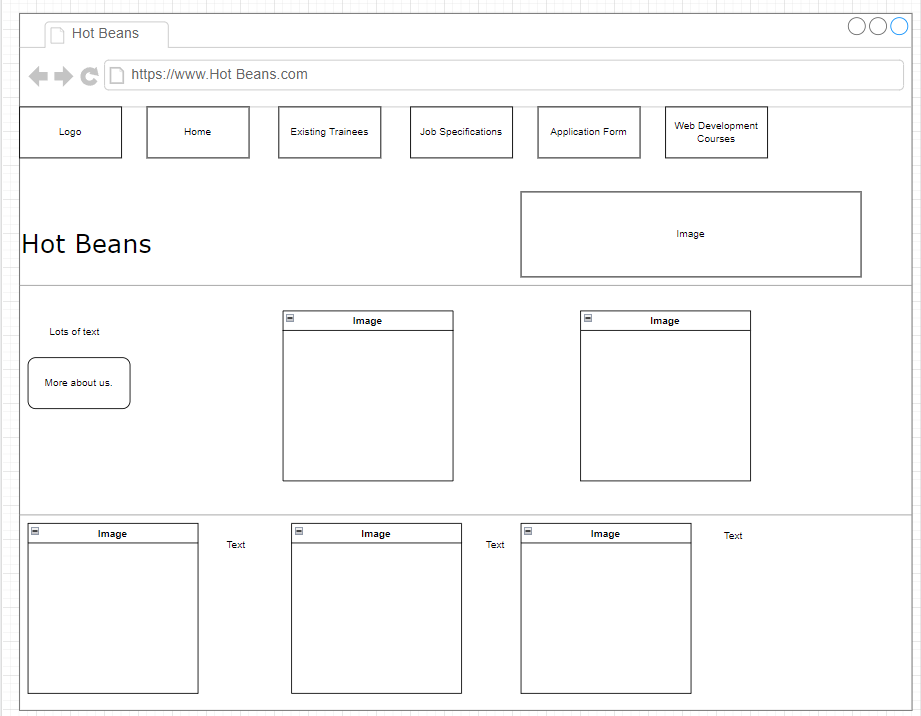 Hot Beans
https://www.Hot Beans.com
Logo
Home
Existing Trainees
Job Specifications
Application Form
Web Development
Courses
Image
Hot Beans
Lots of text
More about us.
Image
Image
Image
Text
Image
Text
Image
Text